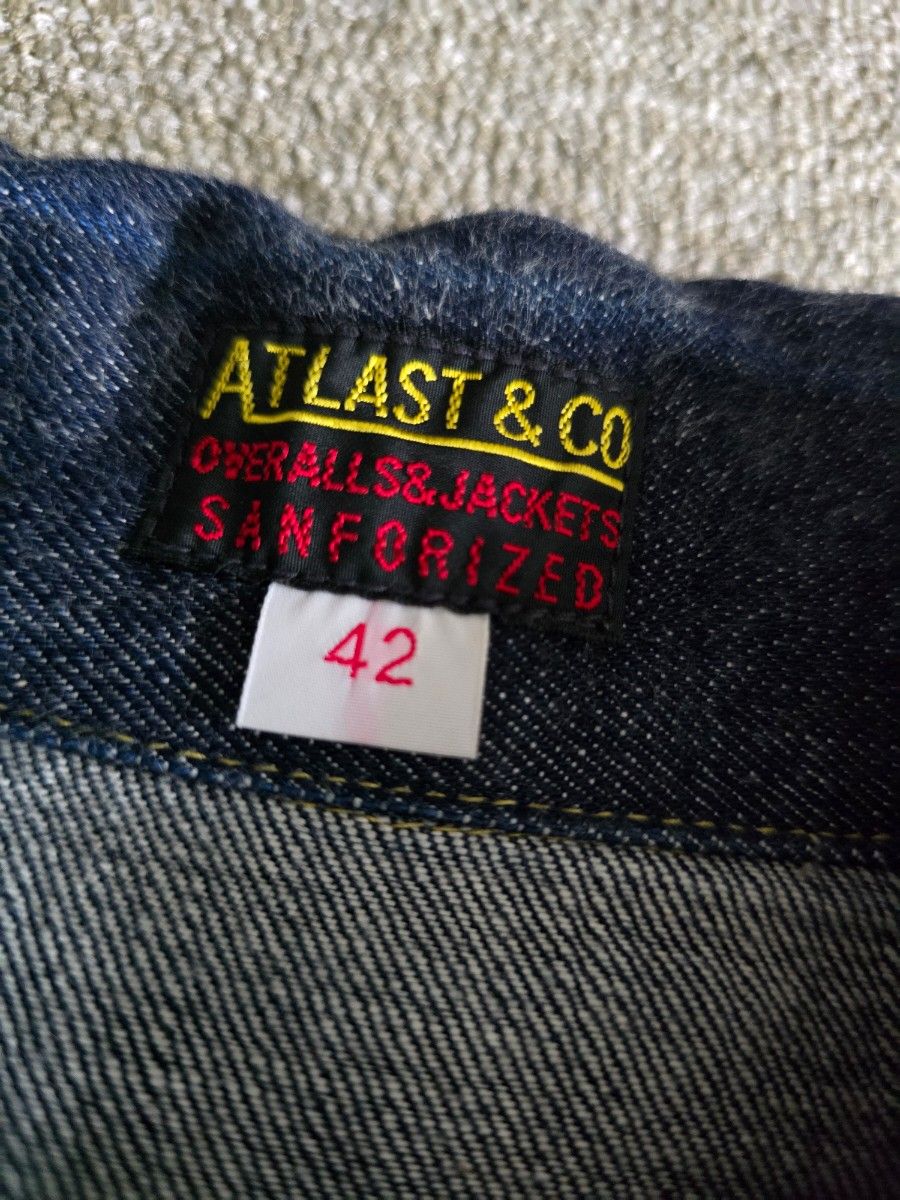 ATLAST & CO
OVERALLS&JACKETS
SANFORIZED
42